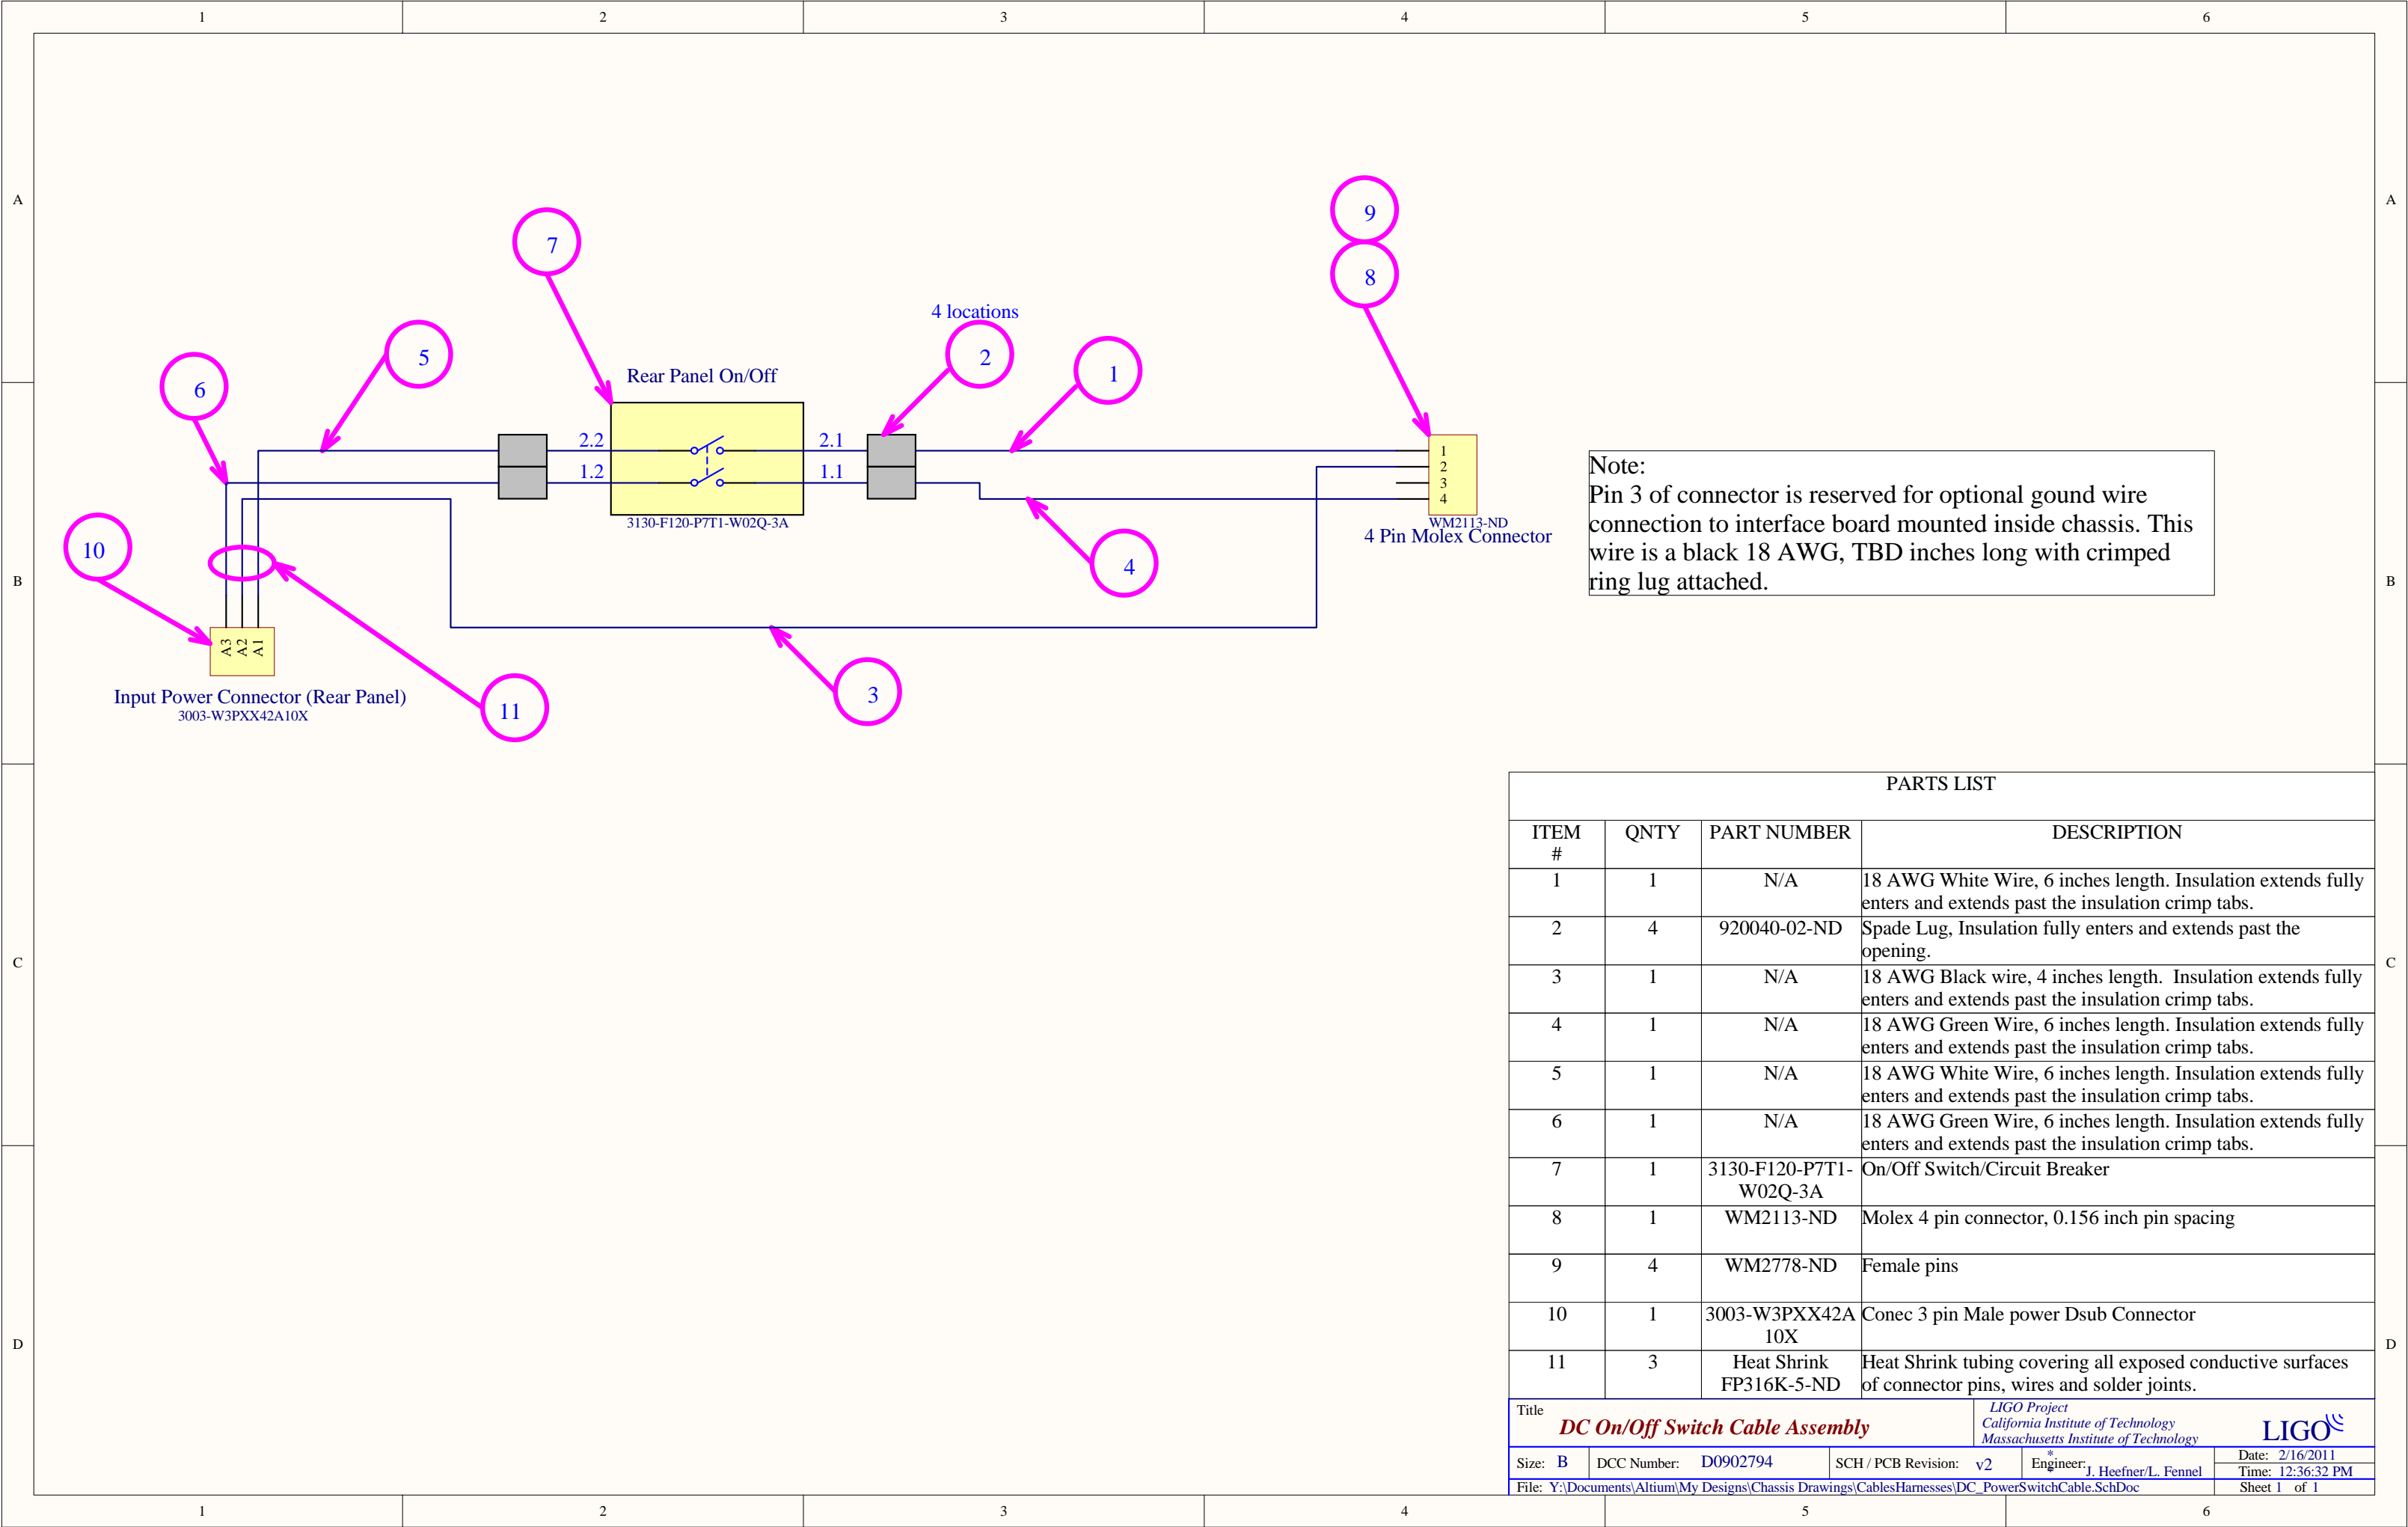 1 2 3 4 5 6
A A
9
7
8
4 locations
5 2 1
6
Rear Panel On/Off
2.2 2.1
1.2 1.1
1
2
3
4
3130-F120-P7T1-W02Q-3A
WM2113-ND
4 Pin Molex Connector
10
4
B B
A3 A2 A1
Input Power Connector (Rear Panel)
3003-W3PXX42A10X
11
3
Note:
Pin 3 of connector is reserved for optional gound wire
connection to interface board mounted inside chassis. This
wire is a black 18 AWG, TBD inches long with crimped
ring lug attached.
PARTS LIST
ITEM # QNTY PART NUMBER DESCRIPTION
1 1 N/A 18 AWG White Wire, 6 inches length. Insulation extends fully
enters and extends past the insulation crimp tabs.
2 4 920040-02-ND Spade Lug, Insulation fully enters and extends past the
opening.
C C
3 1 N/A 18 AWG Black wire, 4 inches length. Insulation extends fully
enters and extends past the insulation crimp tabs.
4 1 N/A 18 AWG Green Wire, 6 inches length. Insulation extends fully
enters and extends past the insulation crimp tabs.
5 1 N/A 18 AWG White Wire, 6 inches length. Insulation extends fully
enters and extends past the insulation crimp tabs.
6 1 N/A 18 AWG Green Wire, 6 inches length. Insulation extends fully
enters and extends past the insulation crimp tabs.
7 1 3130-F120-P7T1- On/Off Switch/Circuit Breaker
W02Q-3A
8 1 WM2113-ND Molex 4 pin connector, 0.156 inch pin spacing
9 4 WM2778-ND Female pins
10 1 3003-W3PXX42A Conec 3 pin Male power Dsub Connector
10X
D D
11 3 Heat Shrink Heat Shrink tubing covering all exposed conductive surfaces
FP316K-5-ND of connector pins, wires and solder joints.
Title
DC On/Off Switch Cable Assembly
LIGO Project
California Institute of Technology
Massachusetts Institute of Technology
LIGO
Size: B DCC Number: D0902794 SCH / PCB Revision: v2 Engineer: * * J. Heefner/L. Fennel
Date: 2/16/2011
Time: 12:36:32 PM
File: Y:\Documents\Altium\My Designs\Chassis Drawings\CablesHarnesses\DC_PowerSwitchCable.SchDoc Sheet 1 of 1
1 2 3 4 5 6